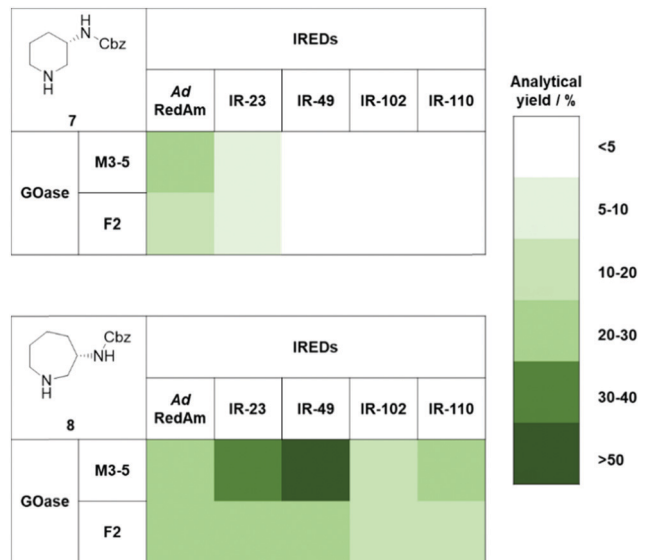 H
N
Cbz
N
H
7
IREDs
Ad
RedAm
IR-23
IR-49
IR-102
IR-110
GOase
M3-5
F2
Analytical
yield / %
<5
5-10
10-20
20-30
30-40
>50
Cbz
NH
N
H
8
IREDs
Ad
RedAm
IR-23
IR-49
IR-102
IR-110
GOase
M3-5
F2